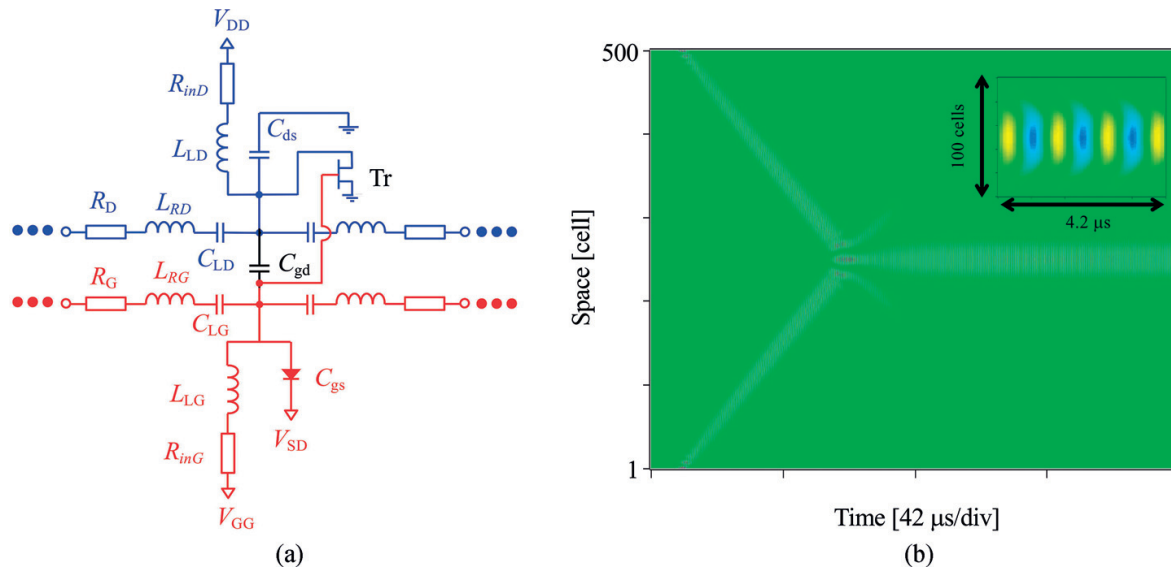 V_DD
R_inD
L_LD
C_ds
Tr
R_D
L_RD
C_LD
C_gd
R_G
L_RG
C_LG
L_LG
C_gs
R_inG
V_SD
V_GG
(a)
500
Space [cell]
1
100 cells
4.2 µs
Time [42 µs/div]
(b)